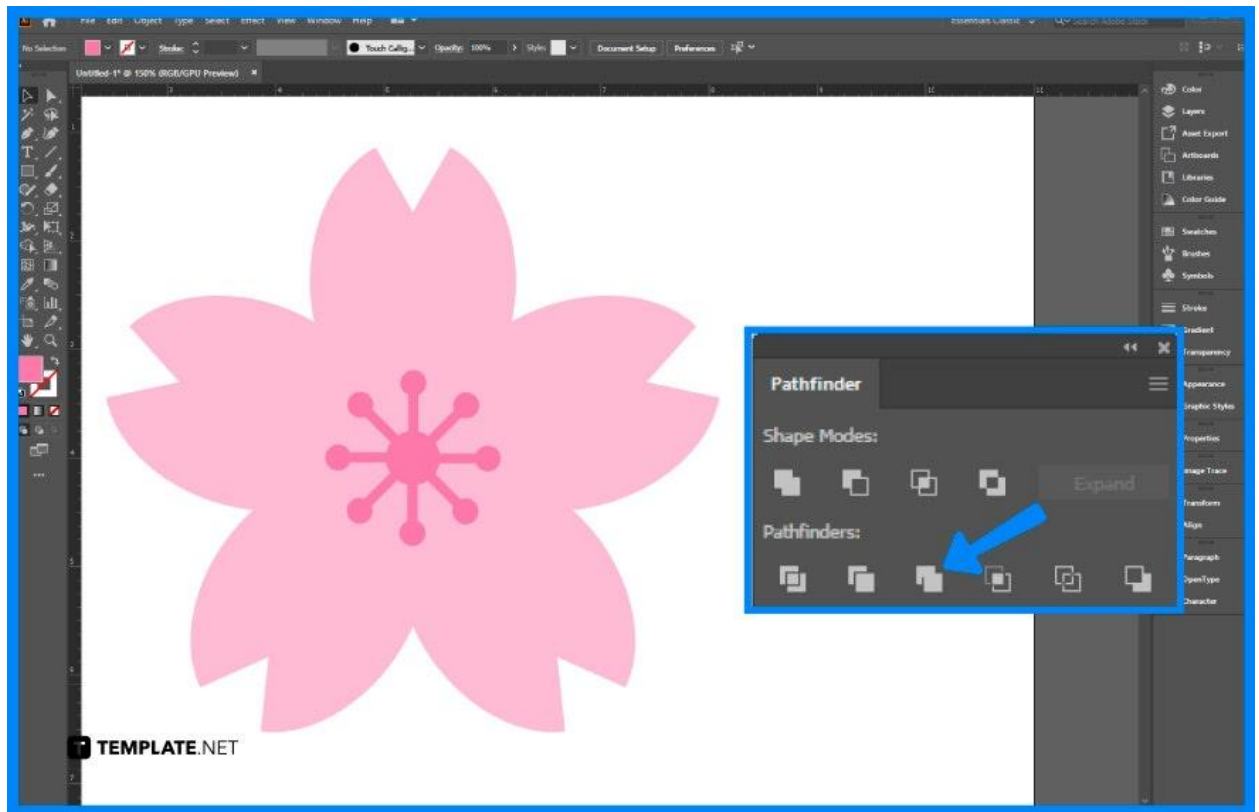 File Edit Object Type Select Effect View Window Help
Essentials Classic Search Adobe Stock
No Selection Stroke: Touch Callig... Opacity: 100% Style: Document Setup Preferences
Untitled-1* @ 150% (RGB/GPU Preview) ×
Color
Layers
Asset Export
Artboards
Libraries
Color Guide
Swatches
Brushes
Symbols
Stroke
Gradient
Transparency
Appearance
Graphic Styles
Properties
Image Trace
Transform
Align
Paragraph
OpenType
Character
Pathfinder
Shape Modes:
Expand
Pathfinders:
T TEMPLATE.NET